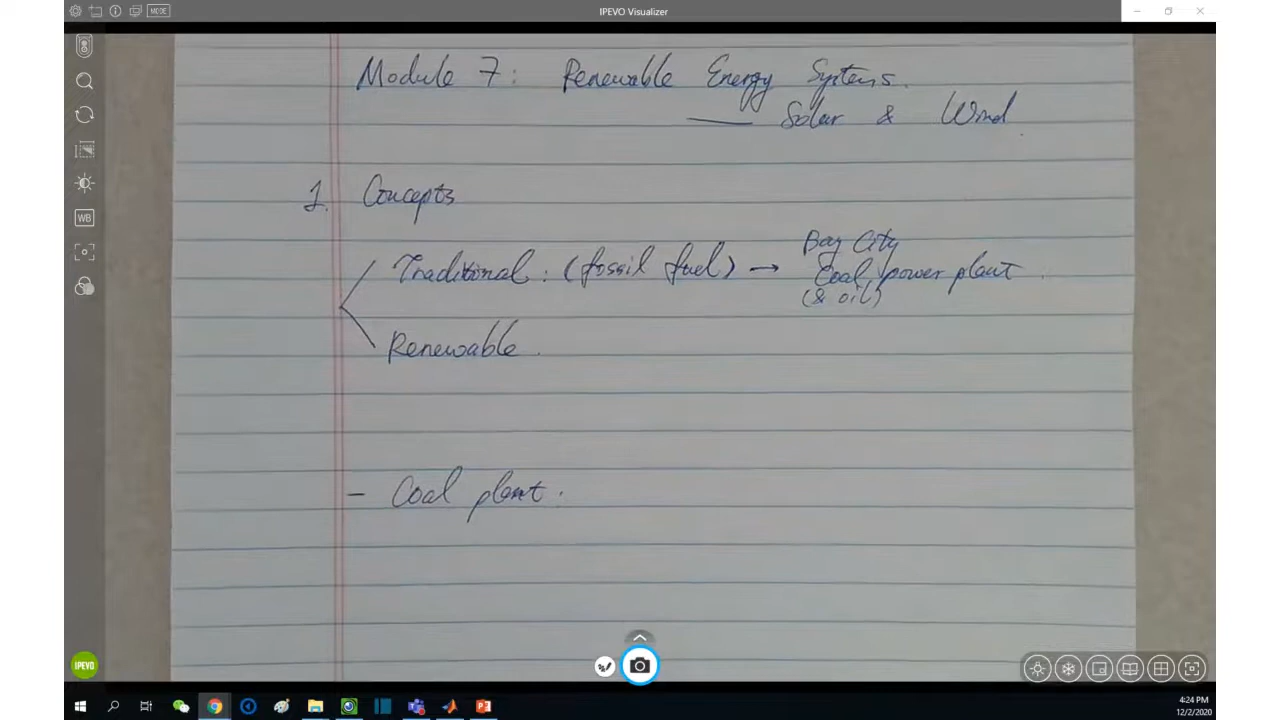 IPEVO Visualizer
MODE
WB
Module 7: Renewable Energy Systems.
— Solar & Wind
1. Concepts
Traditional: (fossil fuel) → Bay City
Coal power plant.
(& oil)
Renewable.
- Coal plant.
IPEVO
4:24 PM
12/2/2020